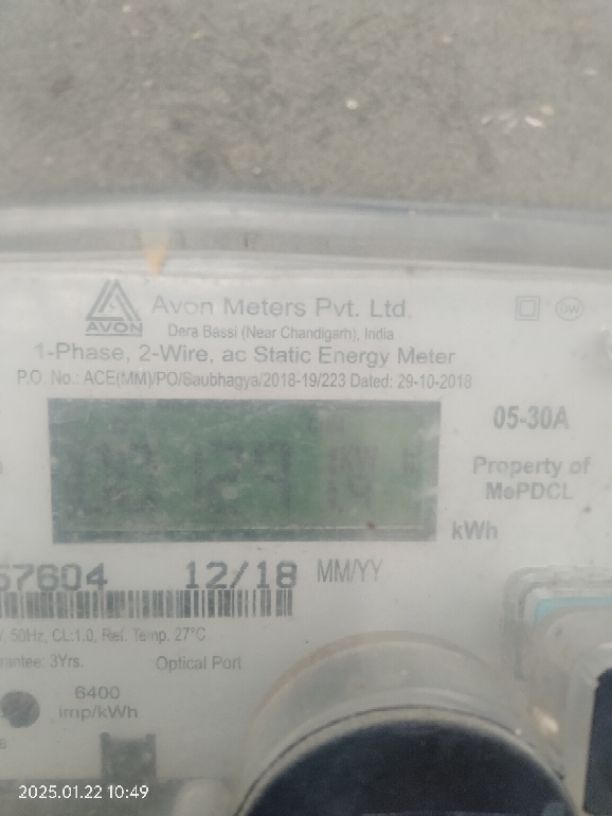 Avon Meters Pvt. Ltd.
AVON
Dera Bassi (Near Chandigarh), India
1-Phase, 2-Wire, ac Static Energy Meter
P.O. No.: ACE(MM)/PO/Saubhagya/2018-19/223 Dated: 29-10-2018
05-30A
Property of
MePDCL
kWh
57604 12/18 MM/YY
50Hz, CL:1.0, Ref. Temp. 27°C
3Yrs. Optical Port
6400
imp/kWh
2025.01.22 10:49